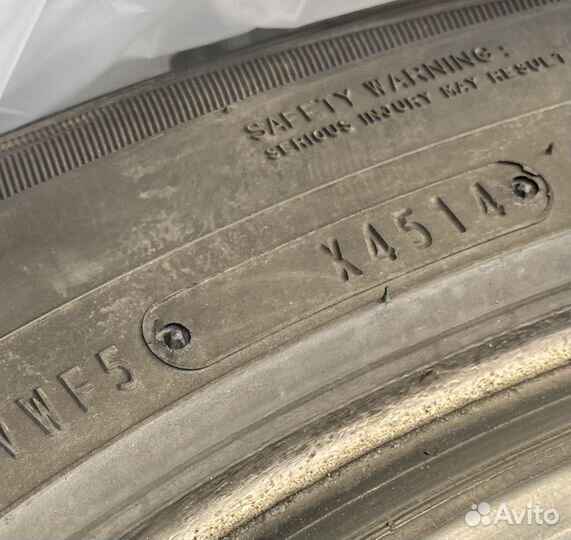 SAFETY WARNING:
SERIOUS INJURY MAY RESULT
X4514
WF5
Avito